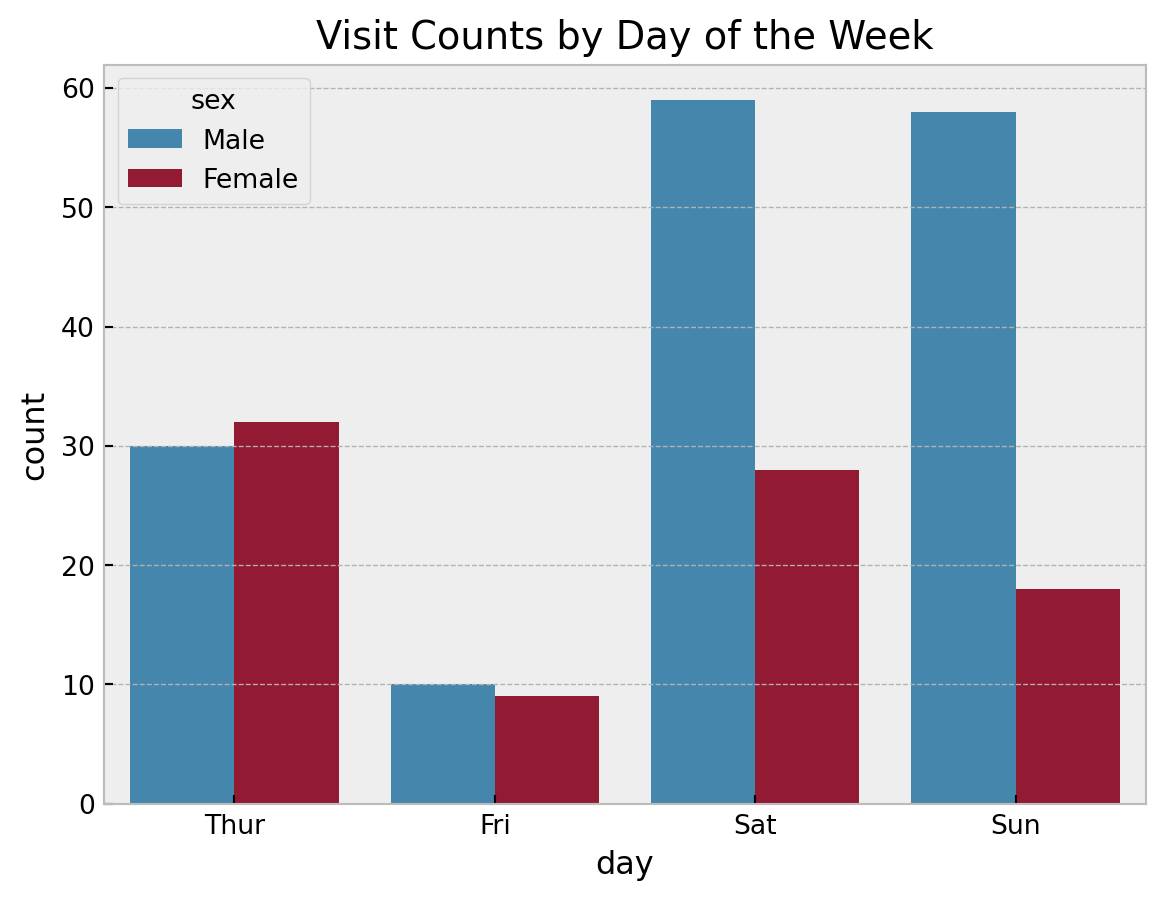 Visit Counts by Day of the Week
60
50
40
30
20
10
0
count
sex
Male
Female
Thur Fri Sat Sun
day